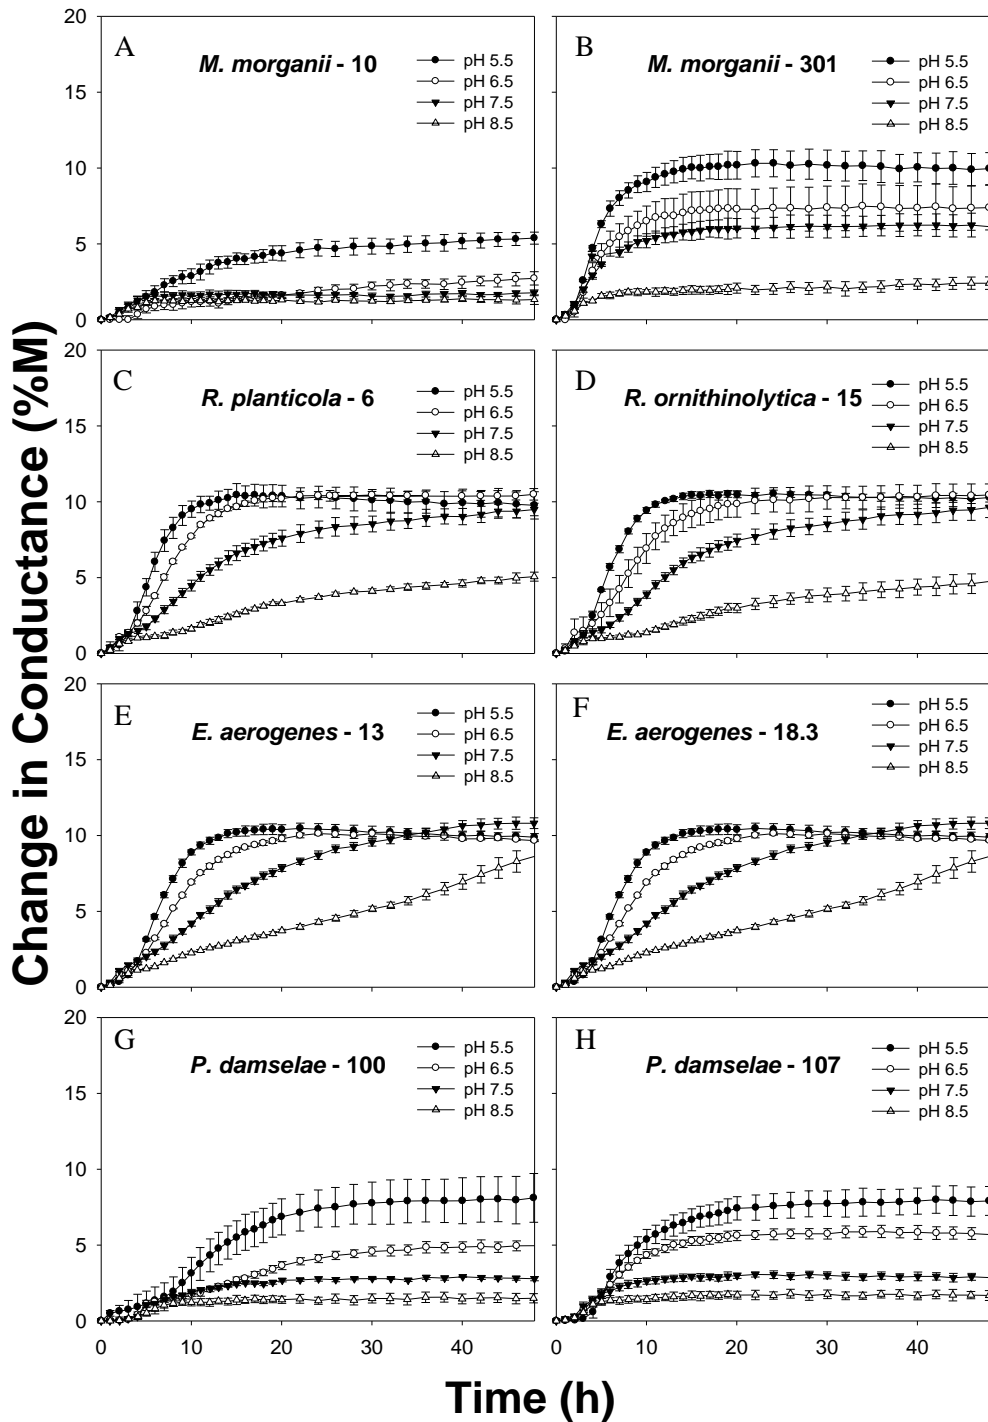 Change in Conductance (%M)
20
15
10
5
0
A
M. morganii - 10
pH 5.5
pH 6.5
pH 7.5
pH 8.5
B
M. morganii - 301
pH 5.5
pH 6.5
pH 7.5
pH 8.5
20
15
10
5
0
C
R. planticola - 6
pH 5.5
pH 6.5
pH 7.5
pH 8.5
D
R. ornithinolytica - 15
pH 5.5
pH 6.5
pH 7.5
pH 8.5
20
15
10
5
0
E
E. aerogenes - 13
pH 5.5
pH 6.5
pH 7.5
pH 8.5
F
E. aerogenes - 18.3
pH 5.5
pH 6.5
pH 7.5
pH 8.5
20
15
10
5
0
G
P. damselae - 100
pH 5.5
pH 6.5
pH 7.5
pH 8.5
H
P. damselae - 107
pH 5.5
pH 6.5
pH 7.5
pH 8.5
0 20 40 0 20 40
Time (h)